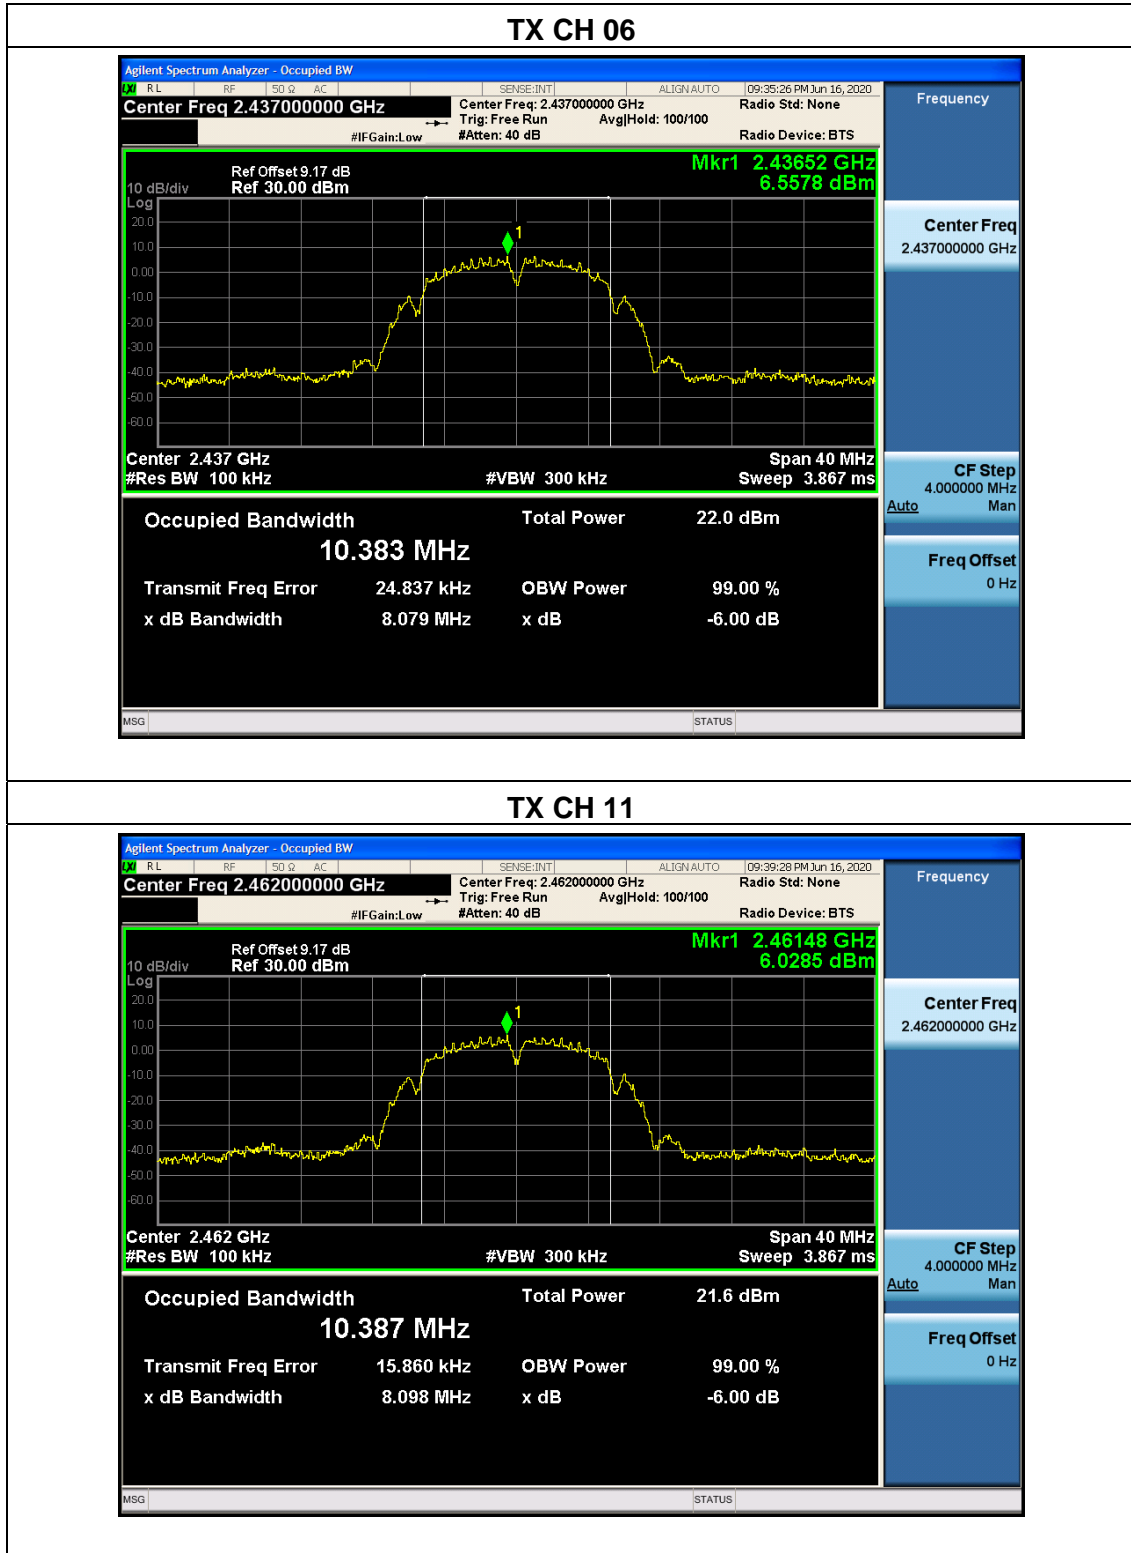 TX CH 06
Agilent Spectrum Analyzer - Occupied BW
LXI RL RF 50 Ω AC SENSE:INT ALIGN AUTO 09:35:26 PM Jun 16, 2020
Center Freq 2.437000000 GHz Center Freq: 2.437000000 GHz Radio Std: None Frequency
Trig: Free Run Avg|Hold: 100/100
#IFGain:Low #Atten: 40 dB Radio Device: BTS
Mkr1 2.43652 GHz
6.5578 dBm
Ref Offset 9.17 dB
10 dB/div Ref 30.00 dBm
Log
20.0
10.0
0.00
-10.0
-20.0
-30.0
-40.0
-50.0
-60.0
1
Center Freq
2.437000000 GHz
Center 2.437 GHz Span 40 MHz
#Res BW 100 kHz #VBW 300 kHz Sweep 3.867 ms
CF Step
4.000000 MHz
Auto Man
Occupied Bandwidth Total Power 22.0 dBm
10.383 MHz
Freq Offset
0 Hz
Transmit Freq Error 24.837 kHz OBW Power 99.00 %
x dB Bandwidth 8.079 MHz x dB -6.00 dB
MSG STATUS
TX CH 11
Agilent Spectrum Analyzer - Occupied BW
LXI RL RF 50 Ω AC SENSE:INT ALIGN AUTO 09:39:28 PM Jun 16, 2020
Center Freq 2.462000000 GHz Center Freq: 2.462000000 GHz Radio Std: None Frequency
Trig: Free Run Avg|Hold: 100/100
#IFGain:Low #Atten: 40 dB Radio Device: BTS
Mkr1 2.46148 GHz
6.0285 dBm
Ref Offset 9.17 dB
10 dB/div Ref 30.00 dBm
Log
20.0
10.0
0.00
-10.0
-20.0
-30.0
-40.0
-50.0
-60.0
1
Center Freq
2.462000000 GHz
Center 2.462 GHz Span 40 MHz
#Res BW 100 kHz #VBW 300 kHz Sweep 3.867 ms
CF Step
4.000000 MHz
Auto Man
Occupied Bandwidth Total Power 21.6 dBm
10.387 MHz
Freq Offset
0 Hz
Transmit Freq Error 15.860 kHz OBW Power 99.00 %
x dB Bandwidth 8.098 MHz x dB -6.00 dB
MSG STATUS